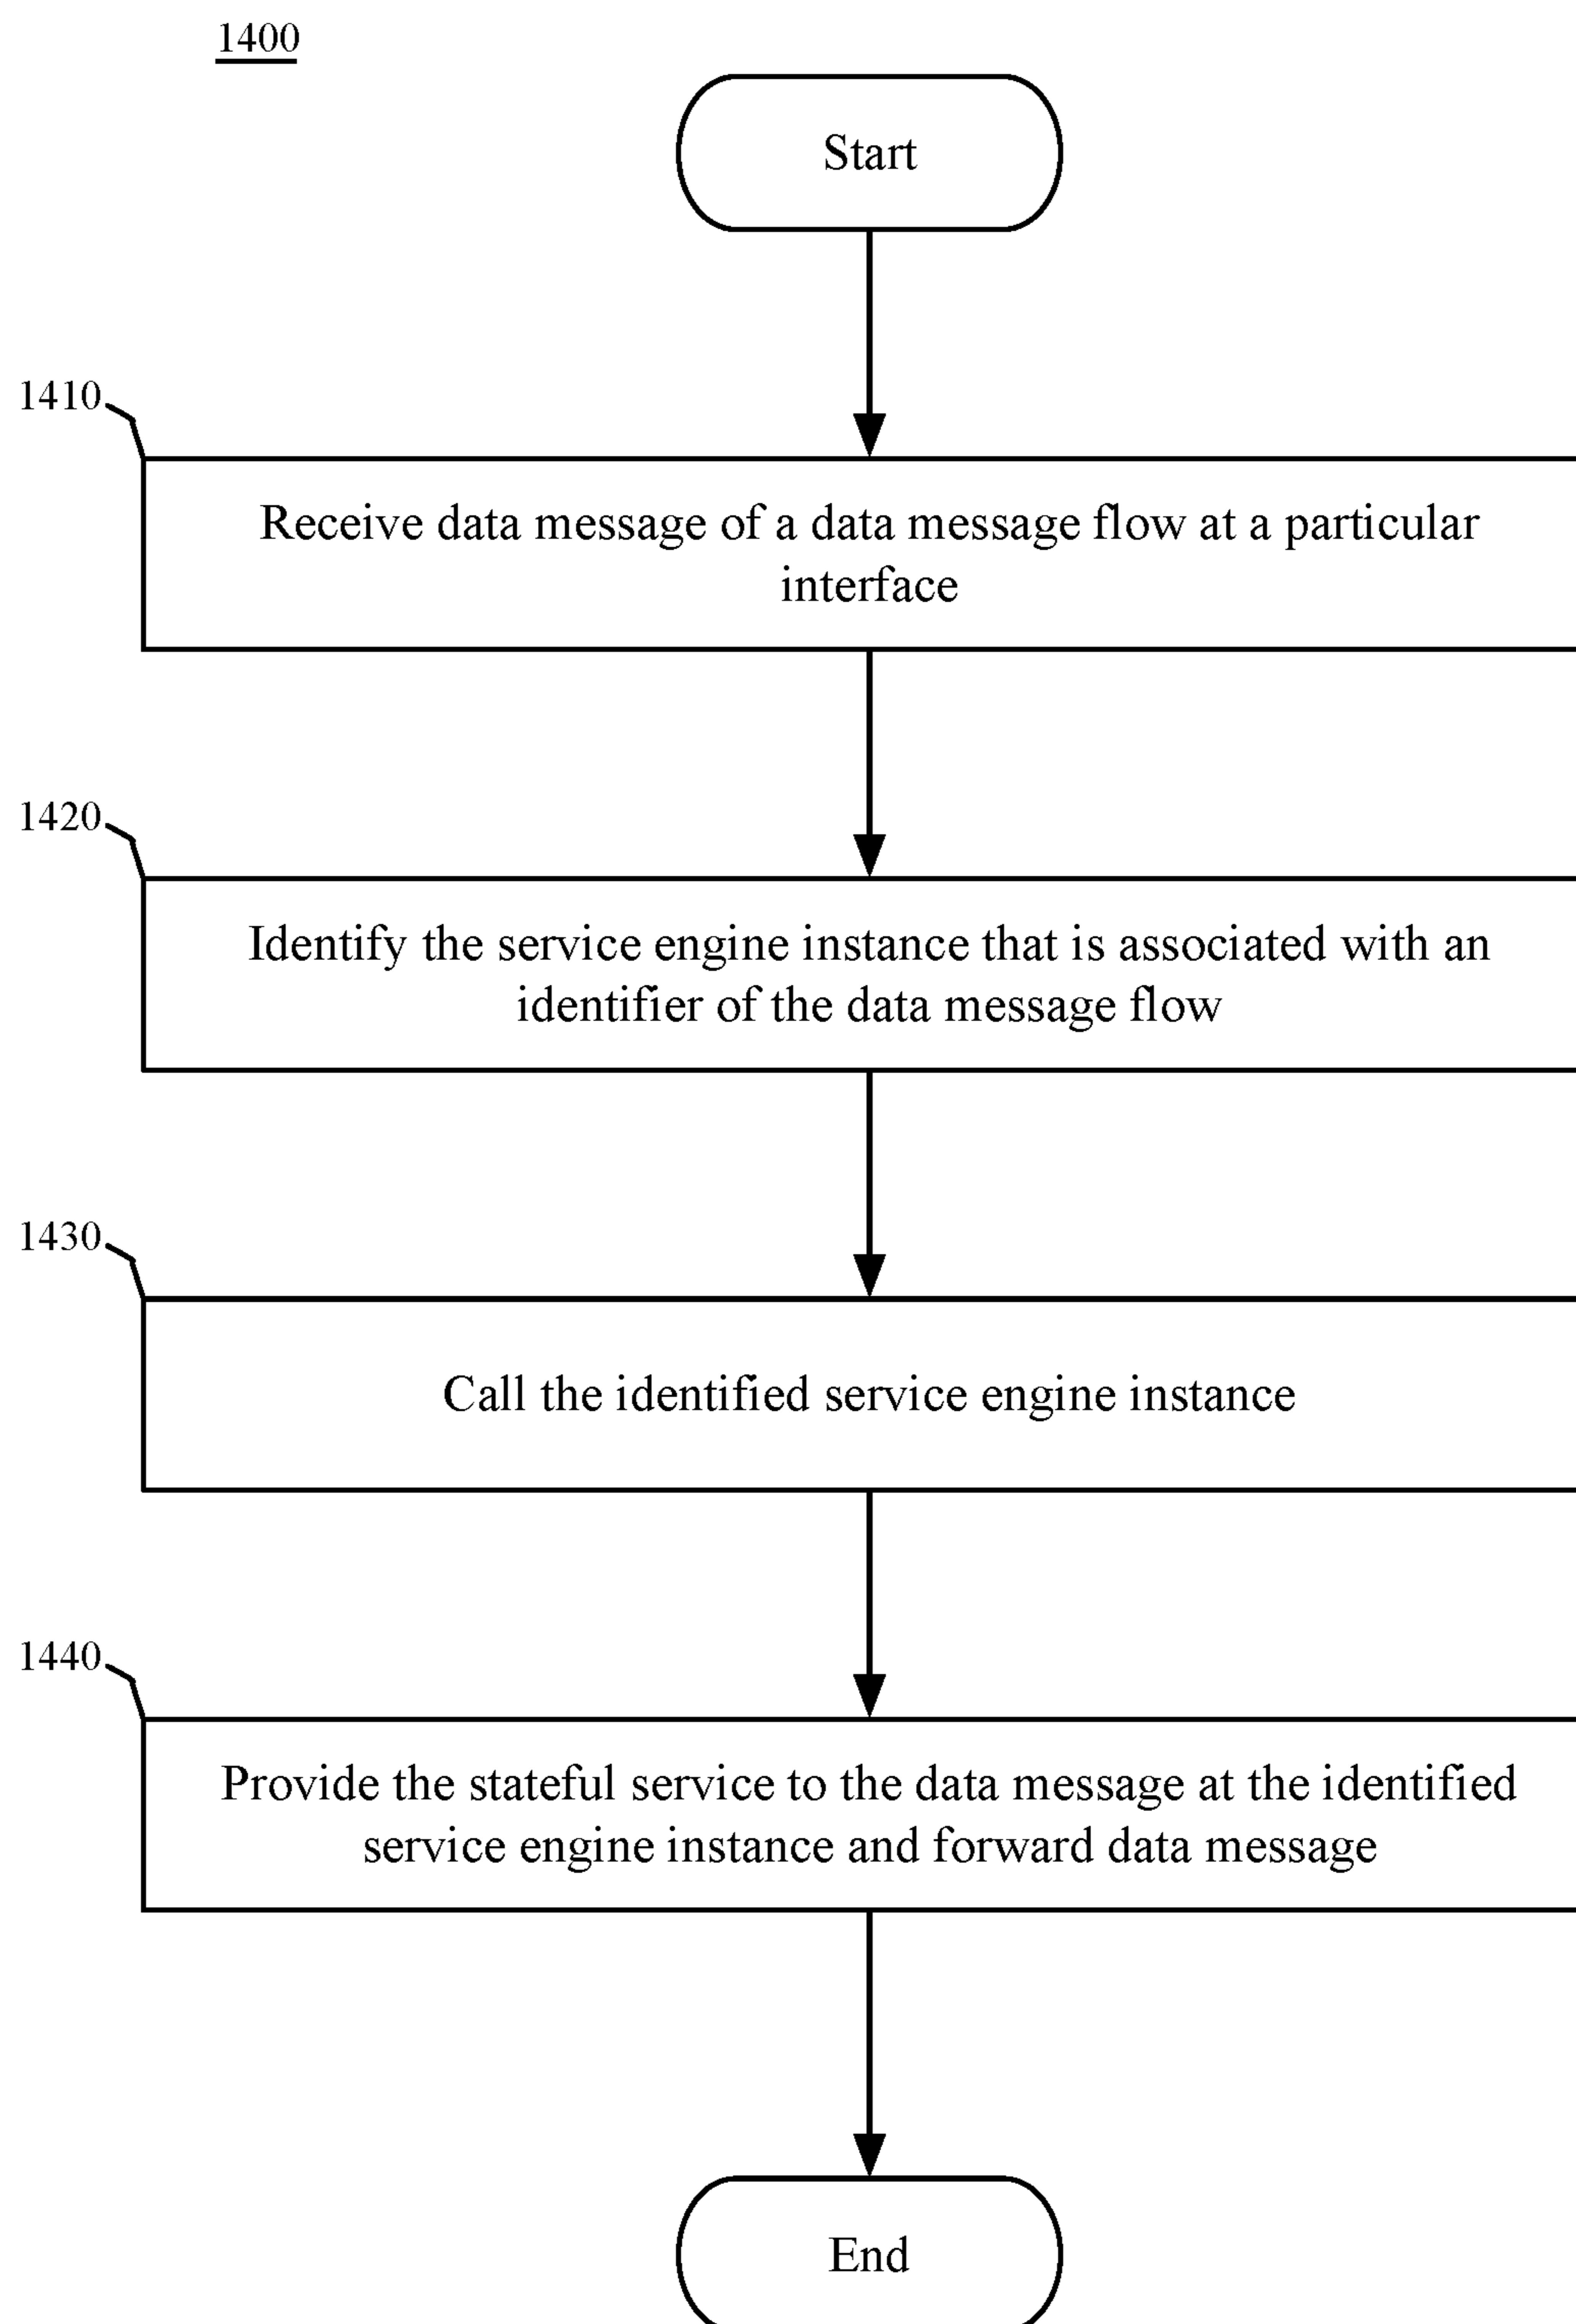 1400
Start
1410
Receive data message of a data message flow at a particular
interface
1420
Identify the service engine instance that is associated with an
identifier of the data message flow
1430
Call the identified service engine instance
1440
Provide the stateful service to the data message at the identified
service engine instance and forward data message
End